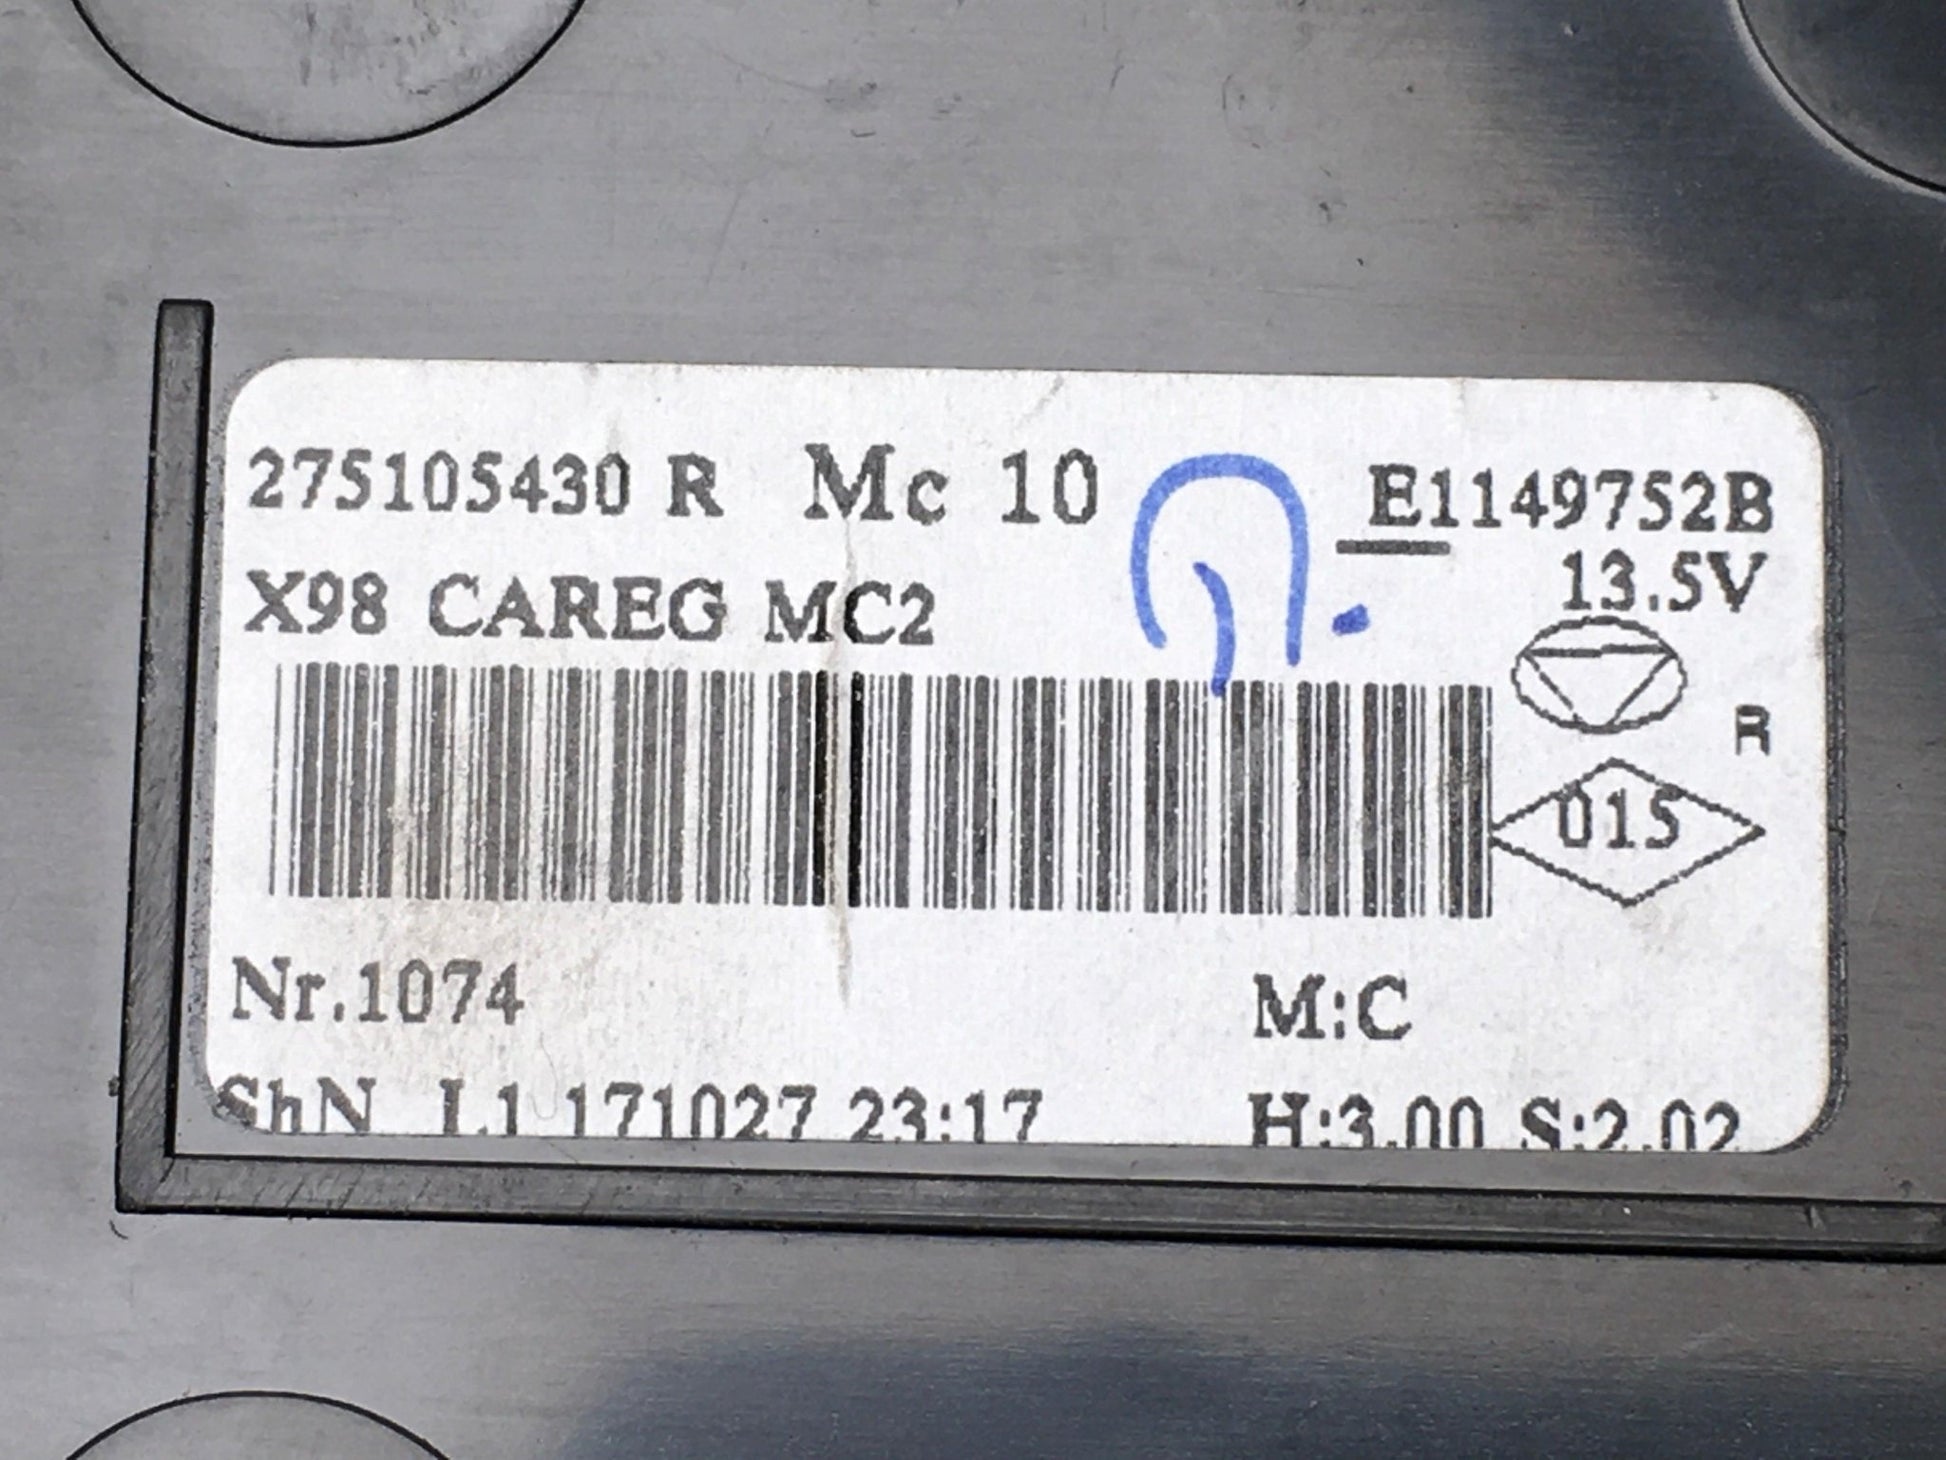 275105430 R Mc 10 E1149752B
X98 CAREG MC2 13.5V
R
015
Nr.1074 M:C
ShN L1 171027 23:17 H:3.00 S:2.02